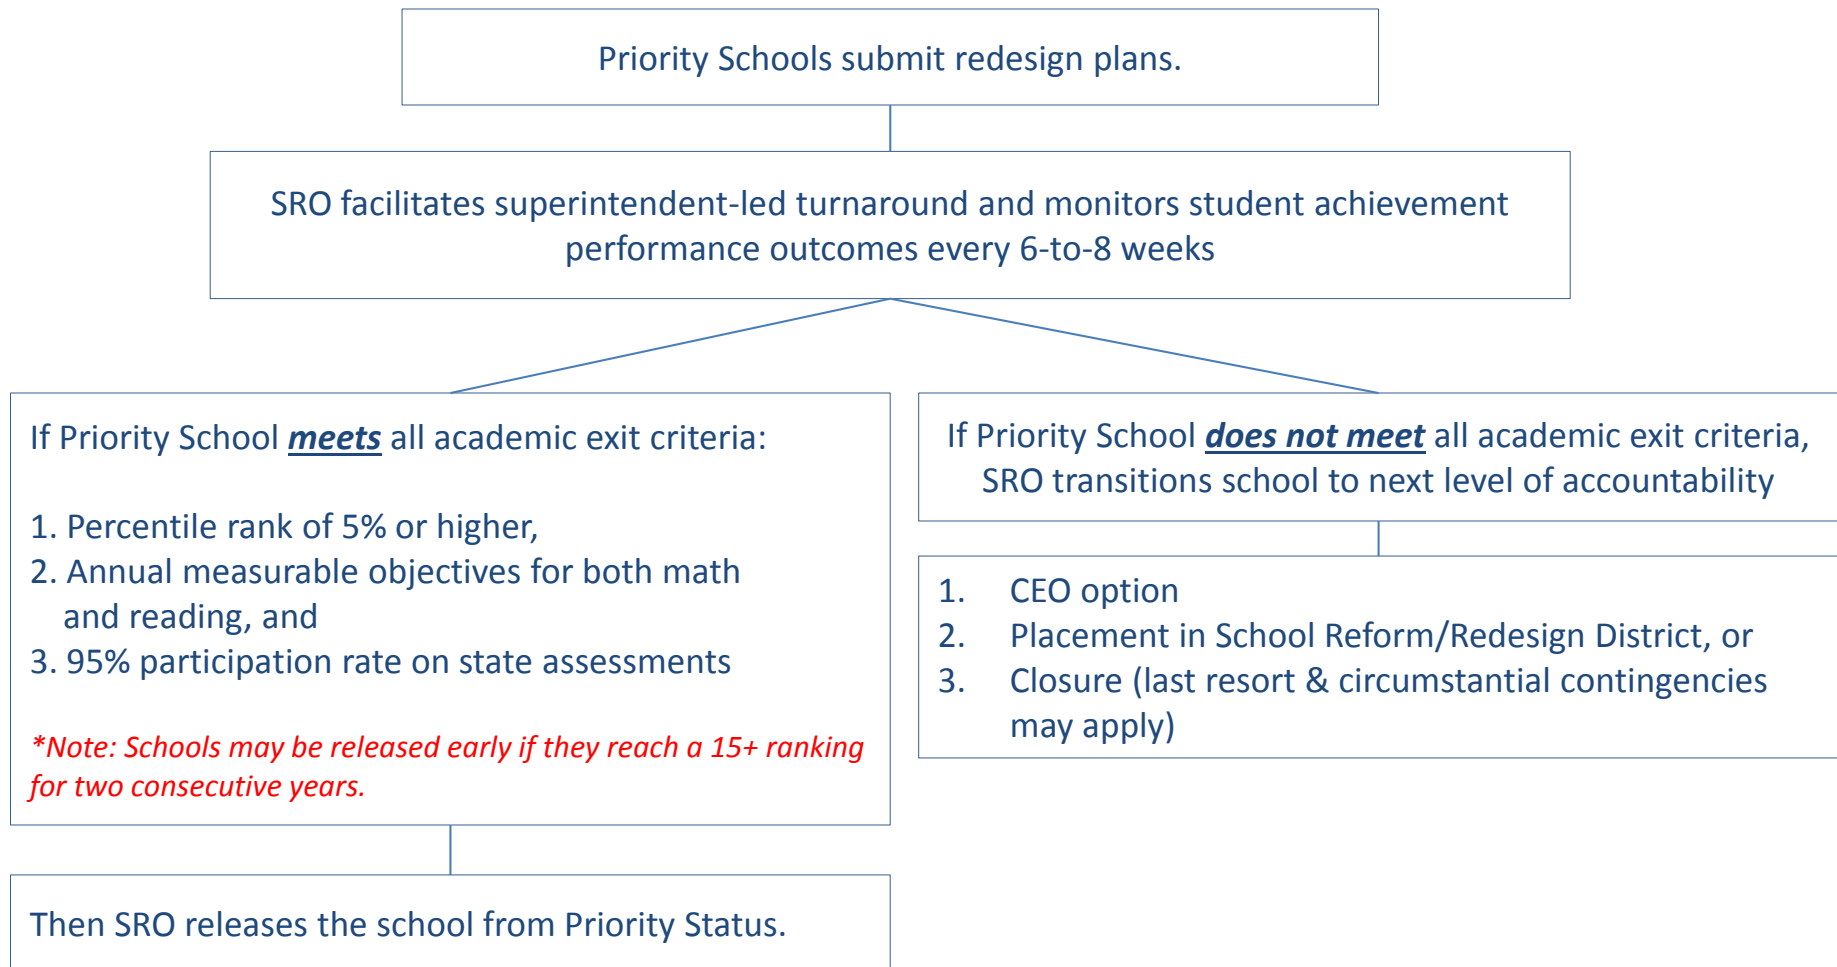 Priority Schools submit redesign plans.
SRO facilitates superintendent-led turnaround and monitors student achievement
performance outcomes every 6-to-8 weeks
If Priority School meets all academic exit criteria:
1. Percentile rank of 5% or higher,
2. Annual measurable objectives for both math
and reading, and
3. 95% participation rate on state assessments
*Note: Schools may be released early if they reach a 15+ ranking
for two consecutive years.
Then SRO releases the school from Priority Status.
If Priority School does not meet all academic exit criteria,
SRO transitions school to next level of accountability
1. CEO option
2. Placement in School Reform/Redesign District, or
3. Closure (last resort & circumstantial contingencies
may apply)